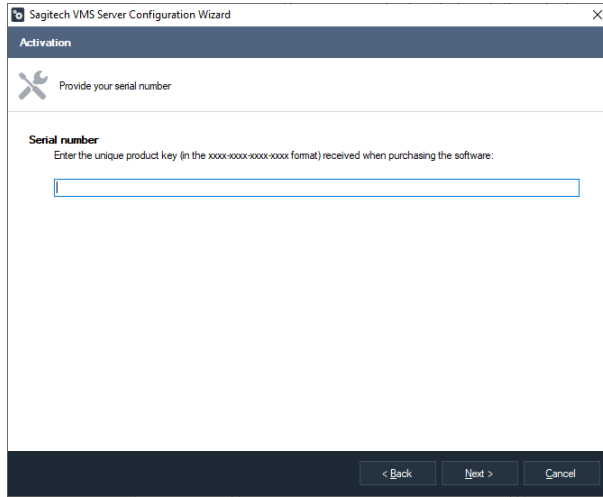 Sagitech VMS Server Configuration Wizard
Activation
Provide your serial number
Serial number
Enter the unique product key (in the xxxx-xxxx-xxxx-xxxx format) received when purchasing the software:
< Back Next > Cancel